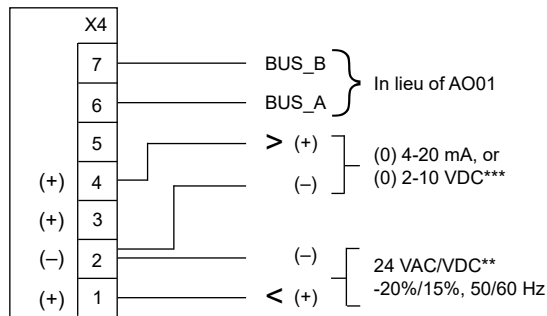 X4
7 BUS_B
In lieu of AO01
6 BUS_A
5 > (+)
(0) 4-20 mA, or
(+) 4
(0) 2-10 VDC***
(–)
(+) 3
(–) 2 (–)
24 VAC/VDC**
-20%/15%, 50/60 Hz
(+) 1 < (+)